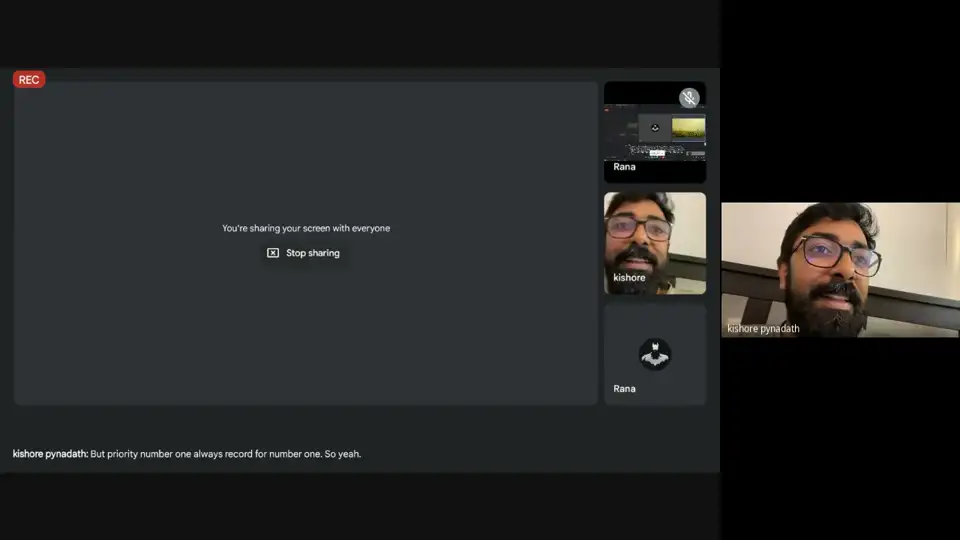 REC
You're sharing your screen with everyone
Stop sharing
Rana
kishore
Rana
kishore pynadath
kishore pynadath: But priority number one always record for number one. So yeah.